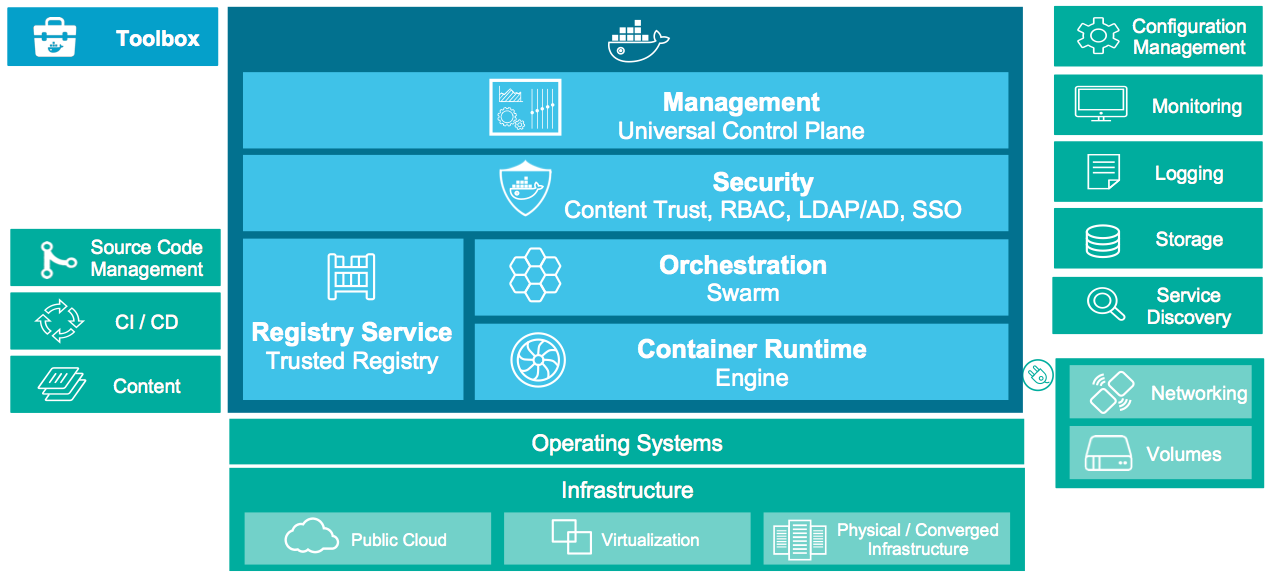 Toolbox
Source Code
Management
CI / CD
Content
Management
Universal Control Plane
Security
Content Trust, RBAC, LDAP/AD, SSO
Registry Service
Trusted Registry
Orchestration
Swarm
Container Runtime
Engine
Operating Systems
Infrastructure
Public Cloud
Virtualization
Physical / Converged
Infrastructure
Configuration
Management
Monitoring
Logging
Storage
Service
Discovery
Networking
Volumes